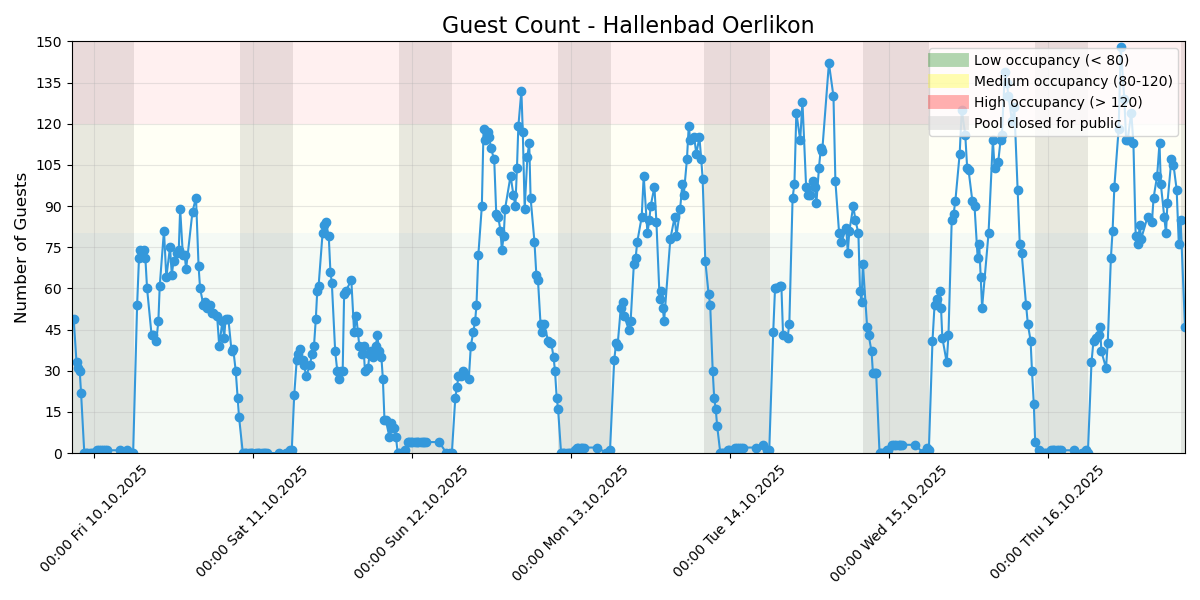 Guest Count - Hallenbad Oerlikon
Number of Guests
150
135
120
105
90
75
60
45
30
15
0
Low occupancy (< 80)
Medium occupancy (80-120)
High occupancy (> 120)
Pool closed for public
00:00 Fri 10.10.2025
00:00 Sat 11.10.2025
00:00 Sun 12.10.2025
00:00 Mon 13.10.2025
00:00 Tue 14.10.2025
00:00 Wed 15.10.2025
00:00 Thu 16.10.2025